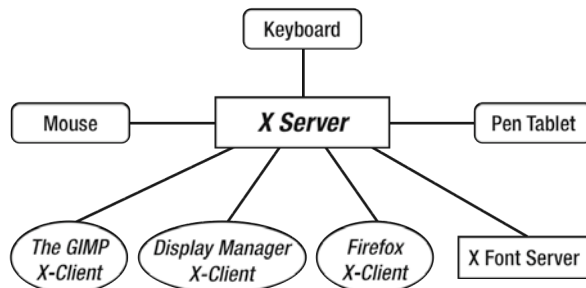 Keyboard
Mouse
X Server
Pen Tablet
The GIMP
X-Client
Display Manager
X-Client
Firefox
X-Client
X Font Server